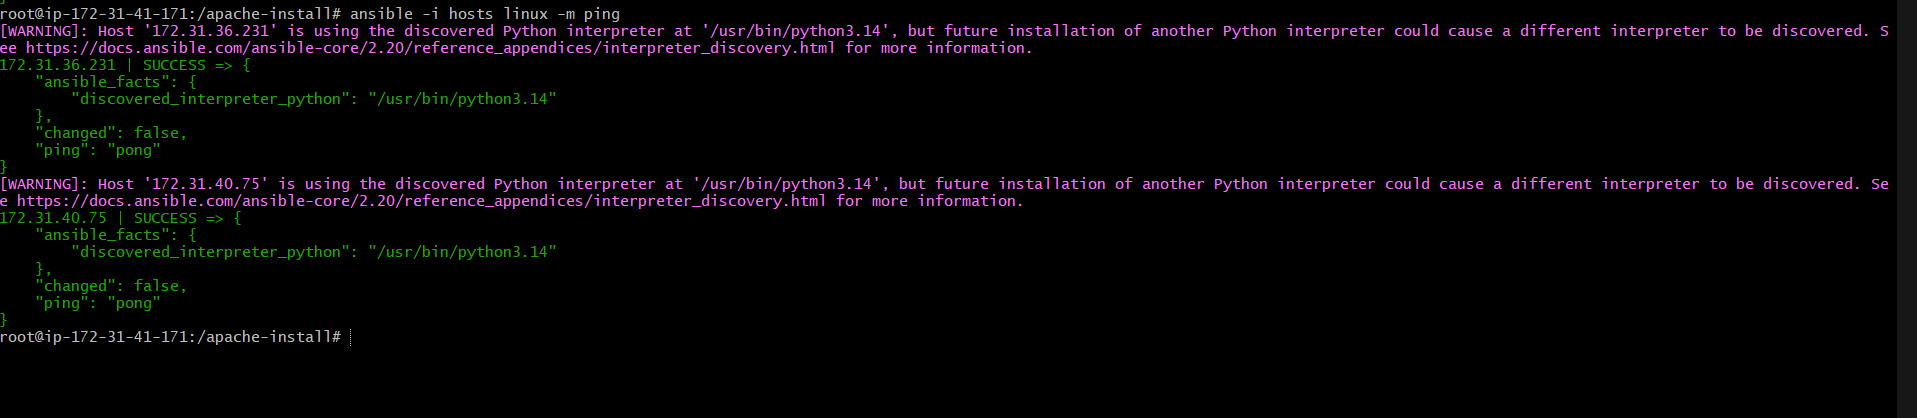 root@ip-172-31-41-171:/apache-install# ansible -i hosts linux -m ping
[WARNING]: Host '172.31.36.231' is using the discovered Python interpreter at '/usr/bin/python3.14', but future installation of another Python interpreter could cause a different interpreter to be discovered. S
ee https://docs.ansible.com/ansible-core/2.20/reference_appendices/interpreter_discovery.html for more information.
172.31.36.231 | SUCCESS => {
    "ansible_facts": {
        "discovered_interpreter_python": "/usr/bin/python3.14"
    },
    "changed": false,
    "ping": "pong"
}
[WARNING]: Host '172.31.40.75' is using the discovered Python interpreter at '/usr/bin/python3.14', but future installation of another Python interpreter could cause a different interpreter to be discovered. Se
e https://docs.ansible.com/ansible-core/2.20/reference_appendices/interpreter_discovery.html for more information.
172.31.40.75 | SUCCESS => {
    "ansible_facts": {
        "discovered_interpreter_python": "/usr/bin/python3.14"
    },
    "changed": false,
    "ping": "pong"
}
root@ip-172-31-41-171:/apache-install#